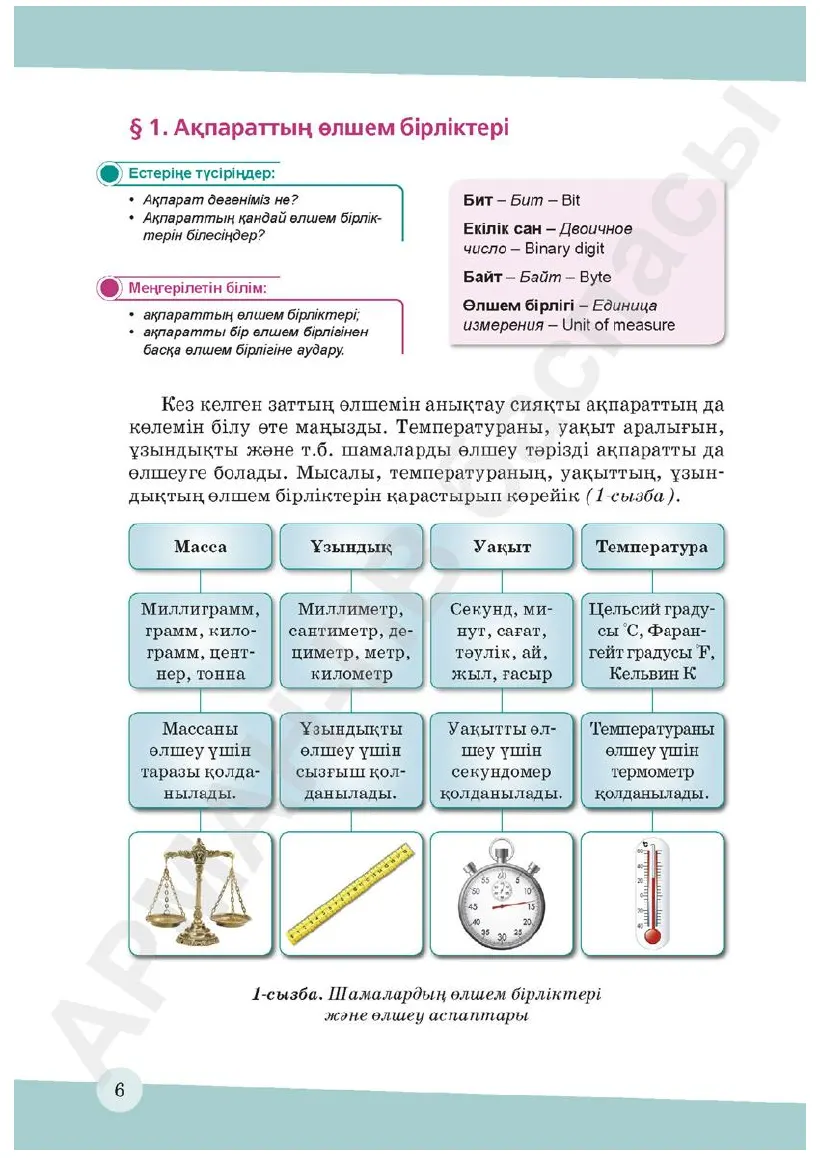 § 1. Ақпараттың өлшем бірліктері
Естеріңе түсіріңдер:
• Ақпарат дегеніміз не?
• Ақпараттың қандай өлшем бірлік-
терін білесіңдер?
Меңгерілетін білім:
• ақпараттың өлшем бірліктері;
• ақпаратты бір өлшем бірлігінен
басқа өлшем бірлігіне аудару.
Бит – Бит – Bit
Екілік сан – Двоичное
число – Binary digit
Байт – Байт – Byte
Өлшем бірлігі – Единица
измерения – Unit of measure
Кез келген заттың өлшемін анықтау сияқты ақпараттың да
көлемін білу өте маңызды. Температураны, уақыт аралығын,
ұзындықты және т.б. шамаларды өлшеу тәрізді ақпаратты да
өлшеуге болады. Мысалы, температураның, уақыттың, ұзын-
дықтың өлшем бірліктерін қарастырып көрейік (1-сызба).
Масса
Миллиграмм,
грамм, кило-
грамм, цент-
нер, тонна
Массаны
өлшеу үшін
таразы қолда-
нылады.
Ұзындық
Миллиметр,
сантиметр, де-
циметр, метр,
километр
Ұзындықты
өлшеу үшін
сызғыш қол-
данылады.
Уақыт
Секунд, ми-
нут, сағат,
тәулік, ай,
жыл, ғасыр
Уақытты өл-
шеу үшін
секундомер
қолданылады.
Температура
Цельсий граду-
сы °С, Фаран-
гейт градусы °F,
Кельвин К
Температураны
өлшеу үшін
термометр
қолданылады.
1-сызба. Шамалардың өлшем бірліктері
және өлшеу аспаптары
6
АРМАН-ПВ баспасы